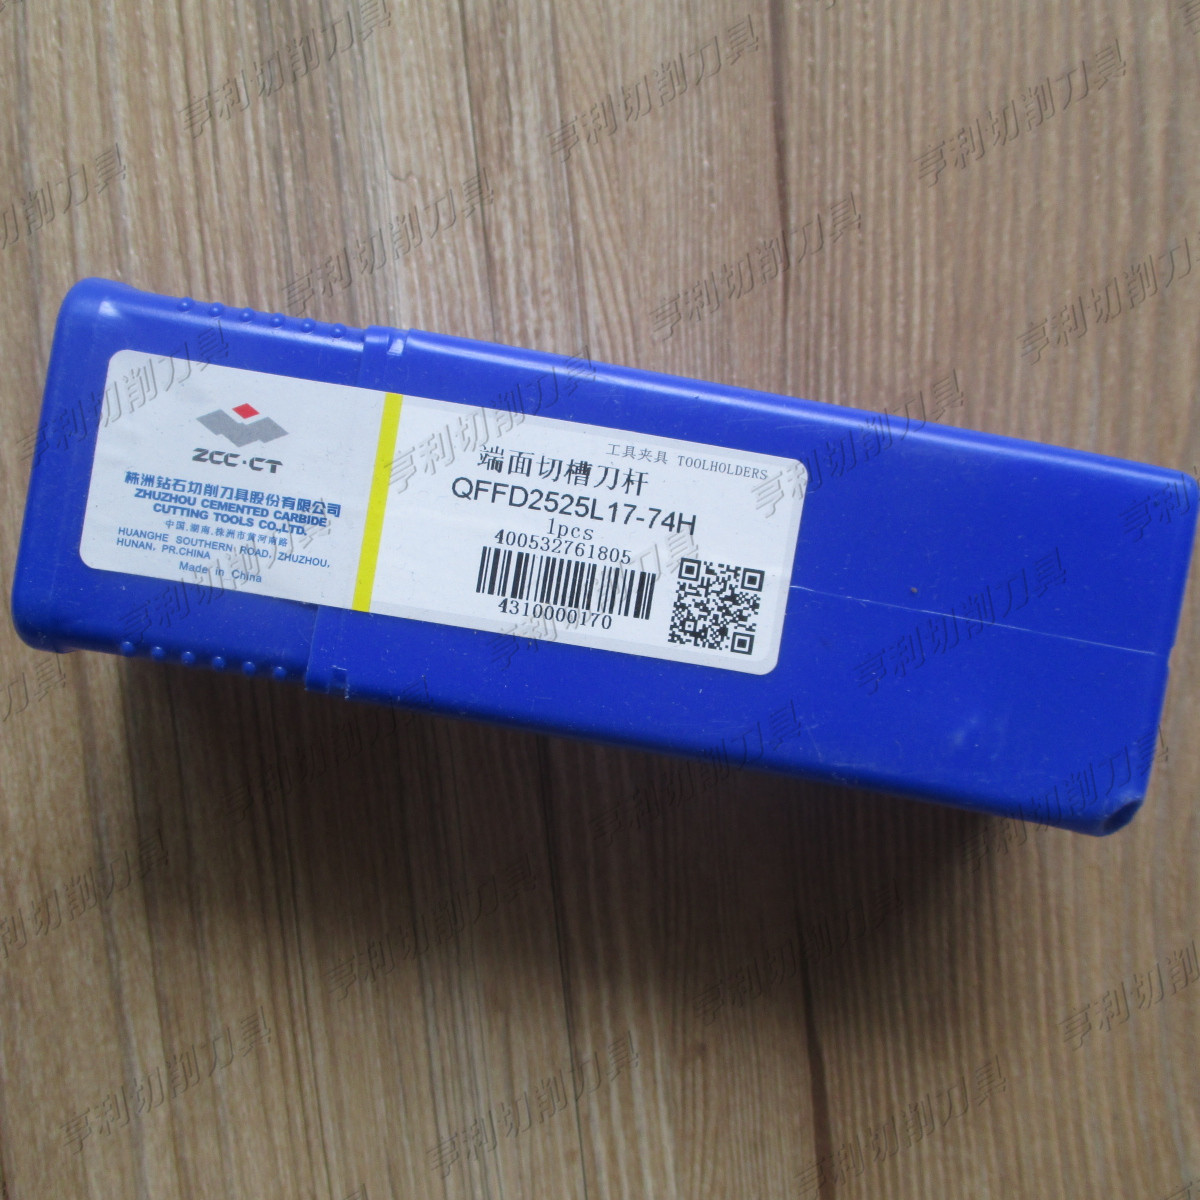 ZCC·CT
株洲钻石切削刀具股份有限公司
ZHUZHOU CEMENTED CARBIDE
CUTTING TOOLS CO.,LTD.
中国.湖南.株洲市黄河南路
HUANGHE SOUTHERN ROAD, ZHUZHOU,
HUNAN, PR.CHINA
Made in China
工具夹具 TOOLHOLDERS
端面切槽刀杆
QFFD2525L17-74H
1pcs
400532761805
4310000170
亨利切削刀具